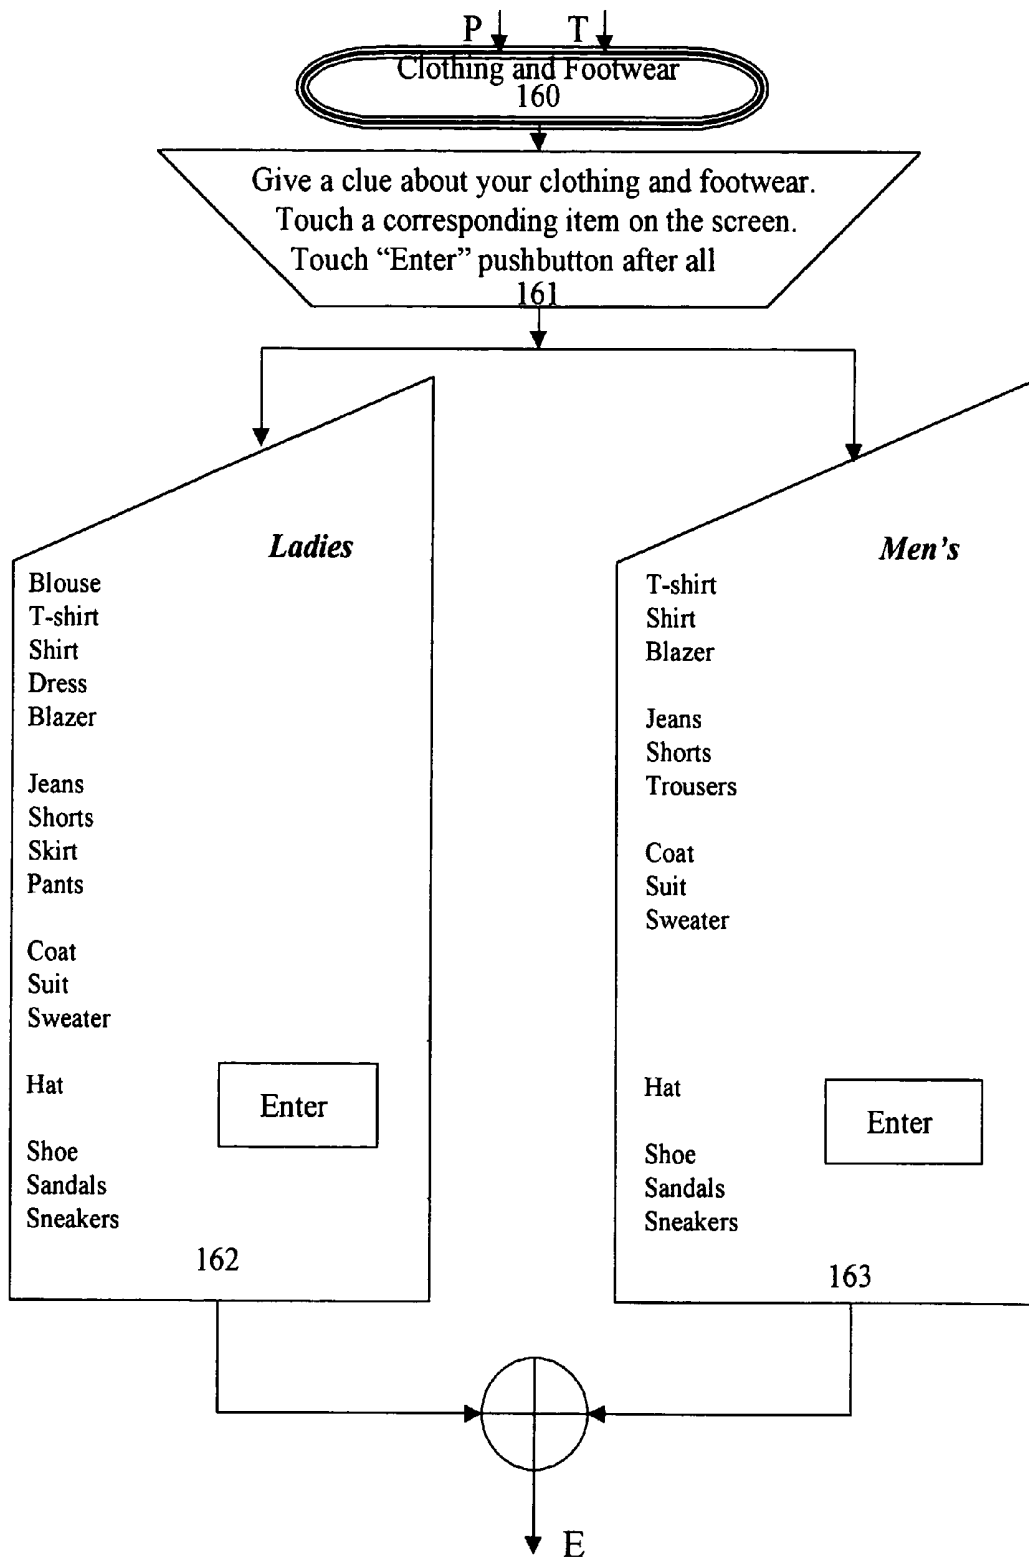 P T
Clothing and Footwear
160
Give a clue about your clothing and footwear.
Touch a corresponding item on the screen.
Touch “Enter” pushbutton after all
161
Ladies
Blouse
T-shirt
Shirt
Dress
Blazer
Jeans
Shorts
Skirt
Pants
Coat
Suit
Sweater
Hat
Enter
Shoe
Sandals
Sneakers
162
Men's
T-shirt
Shirt
Blazer
Jeans
Shorts
Trousers
Coat
Suit
Sweater
Hat
Enter
Shoe
Sandals
Sneakers
163
E